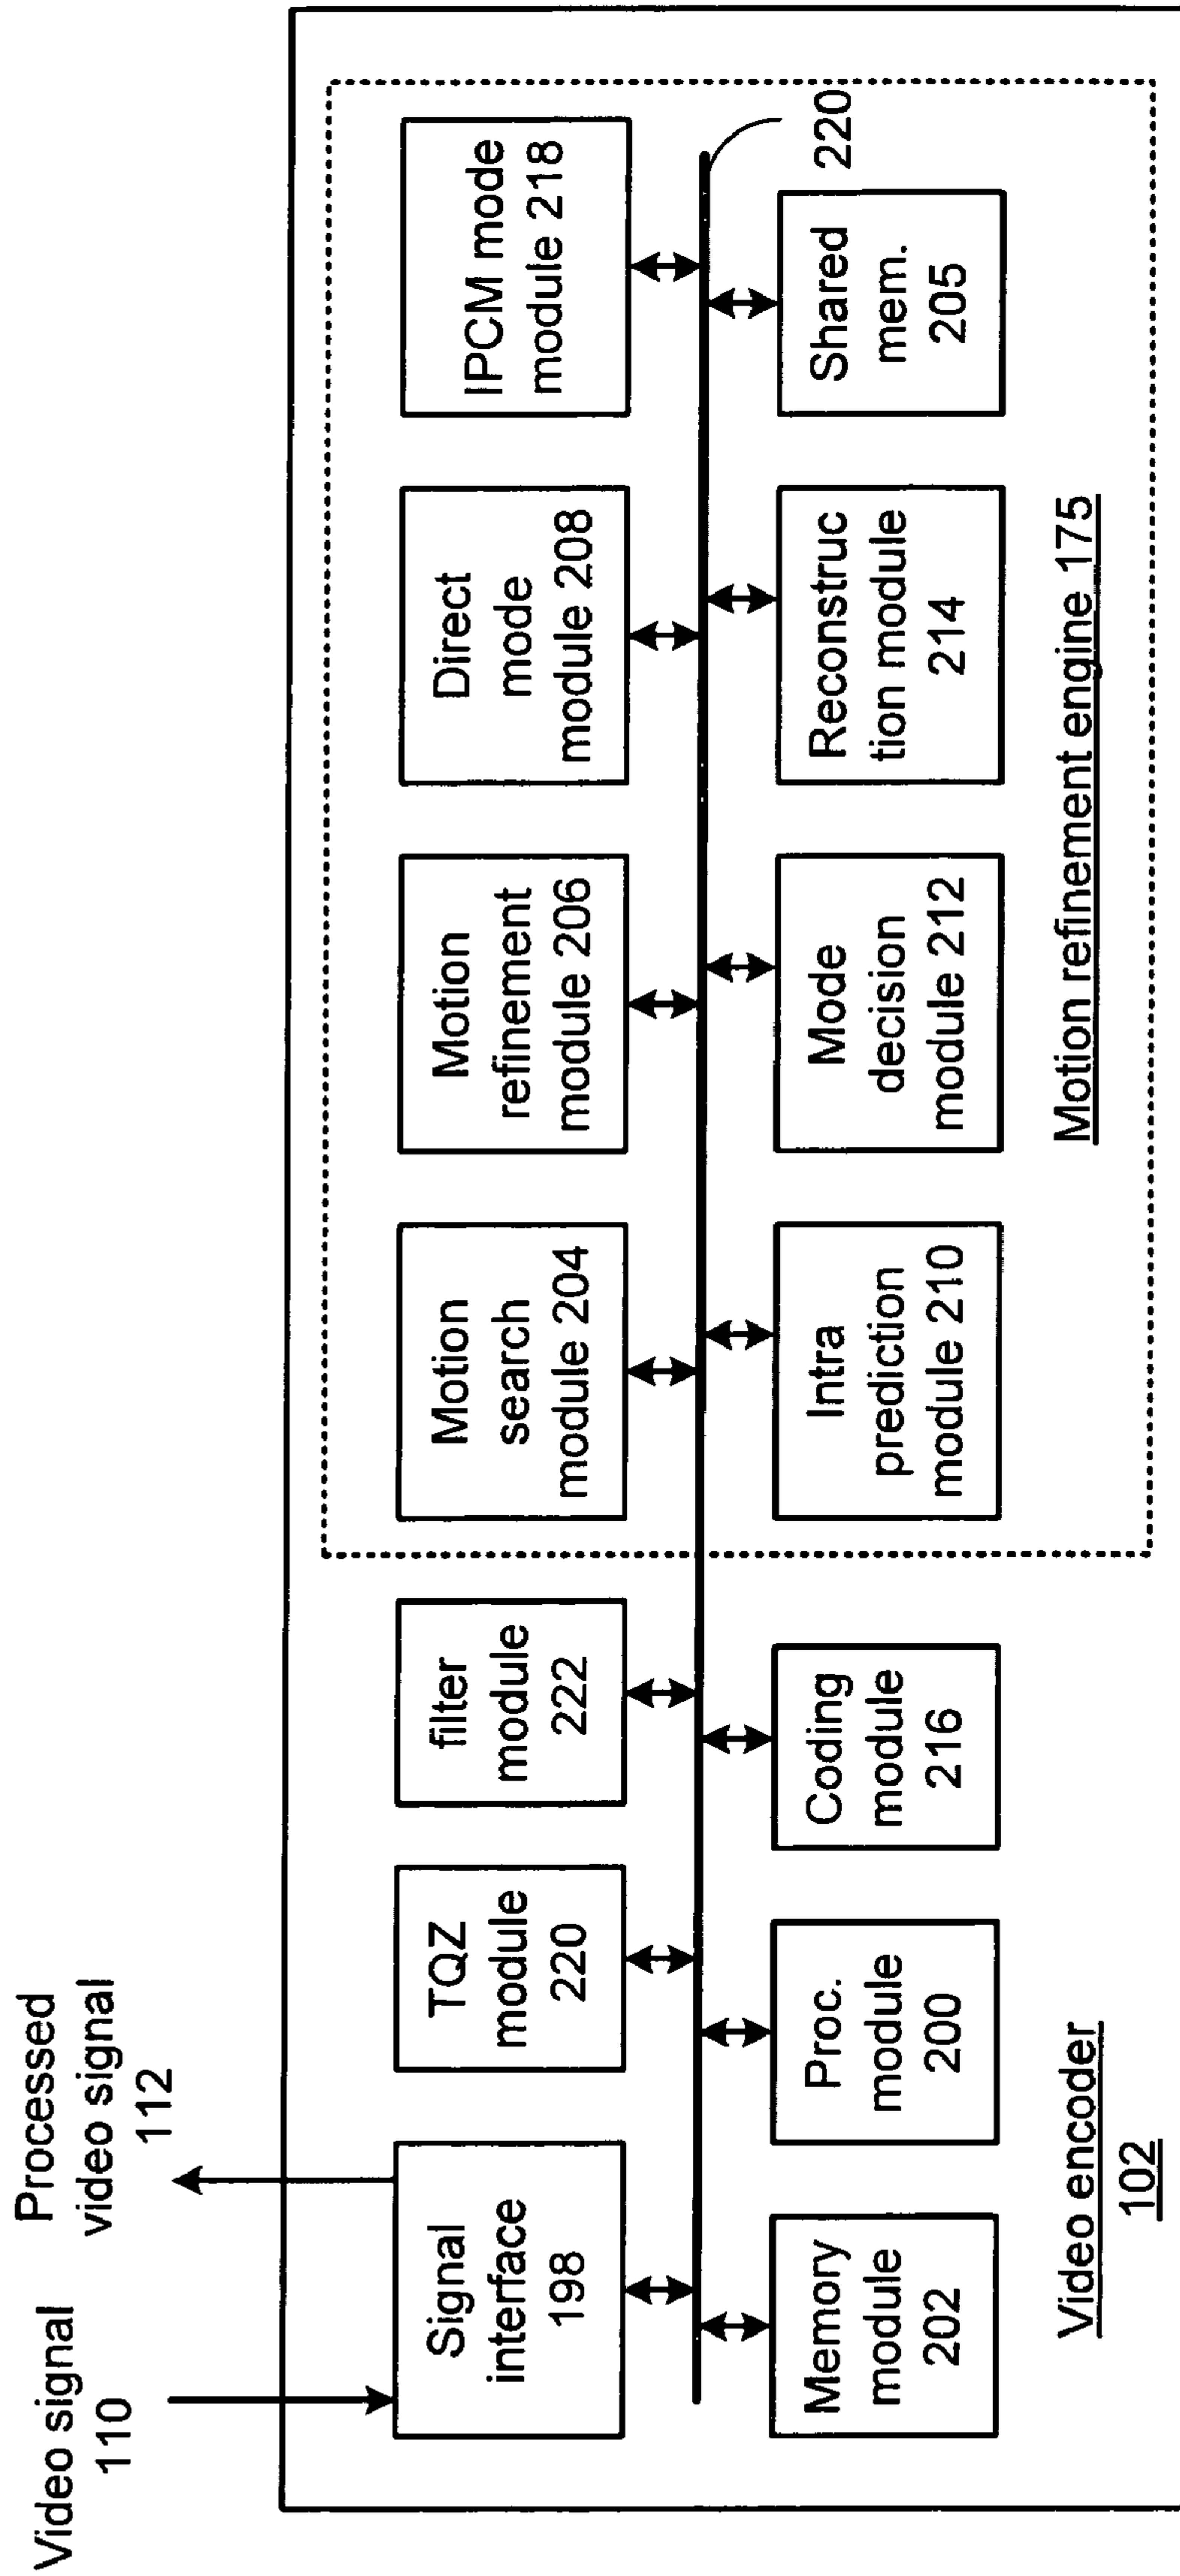 Video signal
110
Processed
video signal
112
Signal
interface
198
TQZ
module
220
filter
module
222
Motion
search
module 204
Motion
refinement
module 206
Direct
mode
module 208
IPCM mode
module 218
220
Memory
module
202
Proc.
module
200
Coding
module
216
Intra
prediction
module 210
Mode
decision
module 212
Reconstruc
tion module
214
Shared
mem.
205
Video encoder
102
Motion refinement engine 175